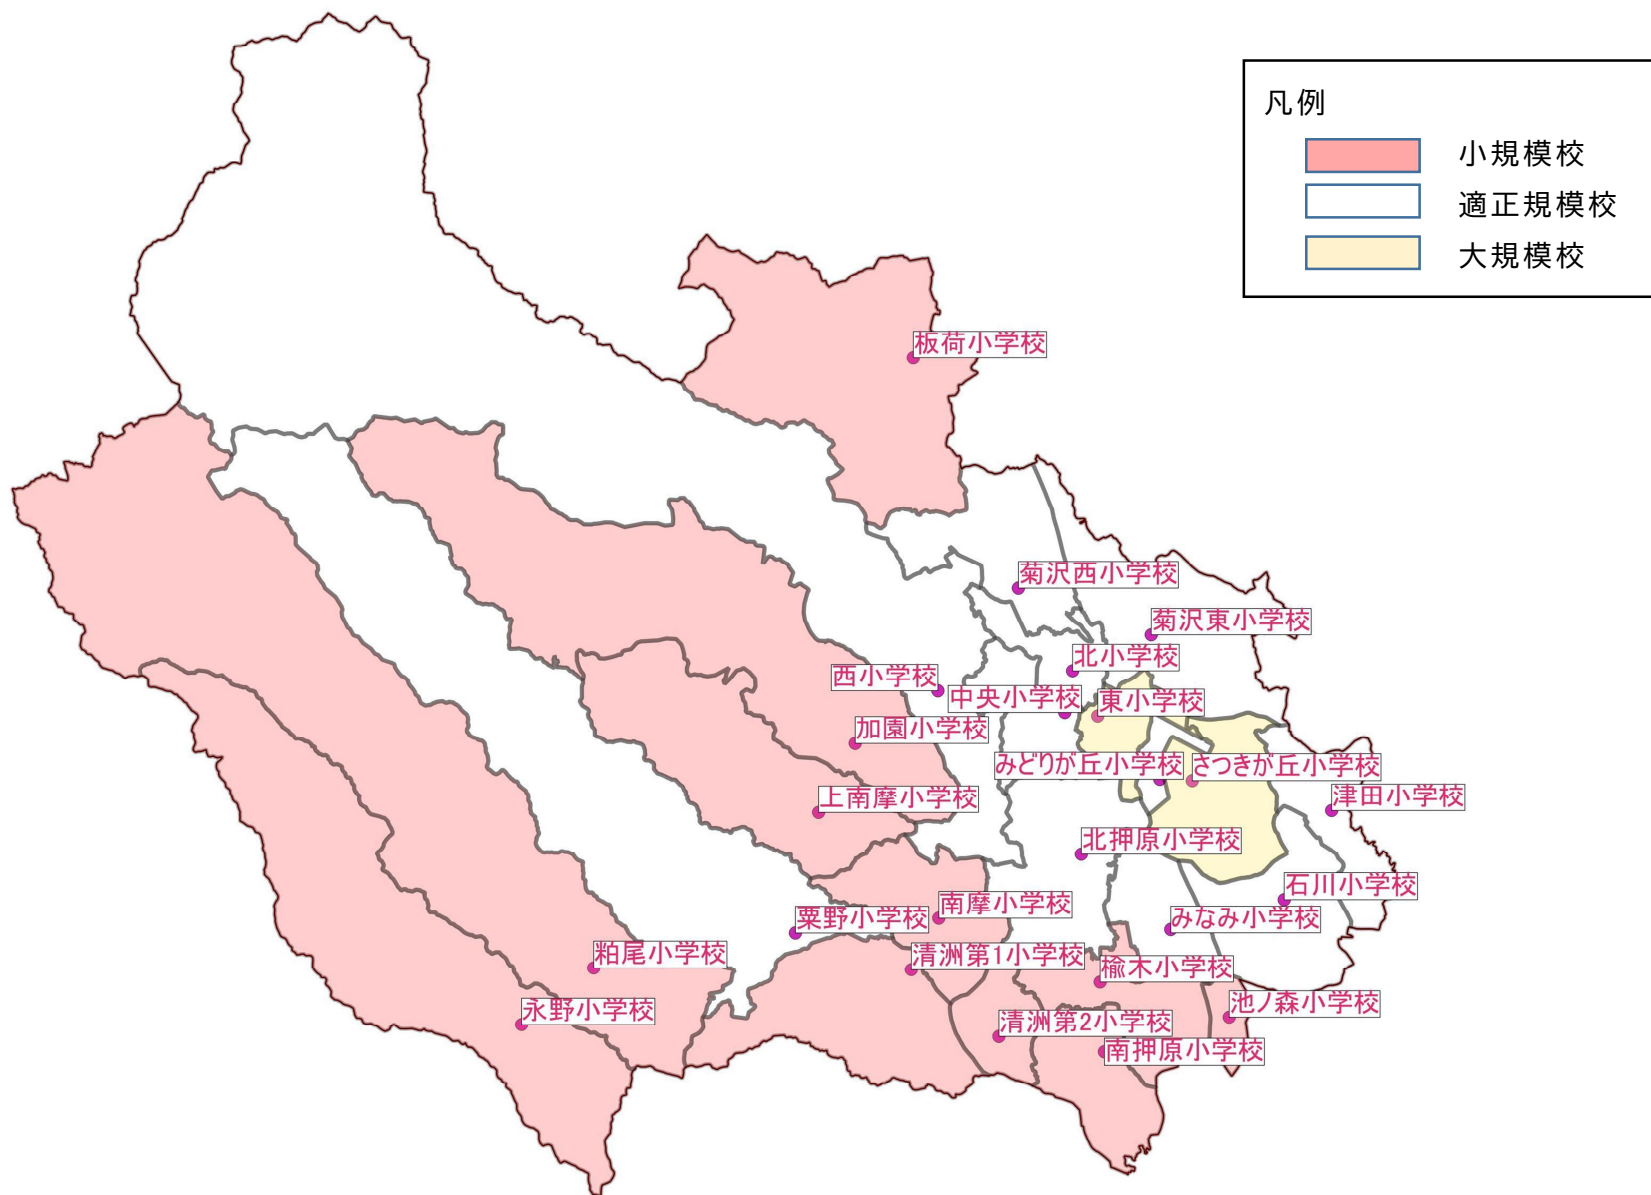 凡例
小規模校
適正規模校
大規模校
板荷小学校
菊沢西小学校
菊沢東小学校
北小学校
西小学校
中央小学校
東小学校
加園小学校
みどりが丘小学校
さつきが丘小学校
上南摩小学校
津田小学校
北押原小学校
石川小学校
南摩小学校
粟野小学校
みなみ小学校
粕尾小学校
清洲第1小学校
楡木小学校
永野小学校
池ノ森小学校
清洲第2小学校
南押原小学校